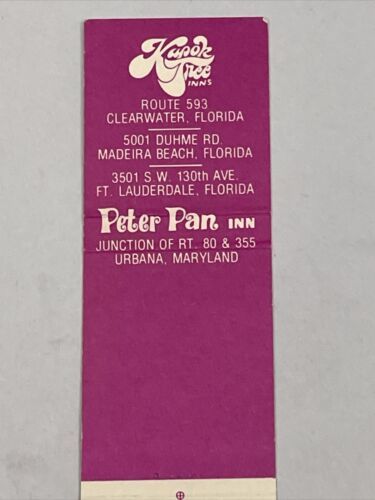 Kapok
Tree
INNS
ROUTE 593
CLEARWATER, FLORIDA
5001 DUHME RD.
MADEIRA BEACH, FLORIDA
3501 S.W. 130th AVE.
FT. LAUDERDALE, FLORIDA
Peter Pan INN
JUNCTION OF RT. 80 & 355
URBANA, MARYLAND